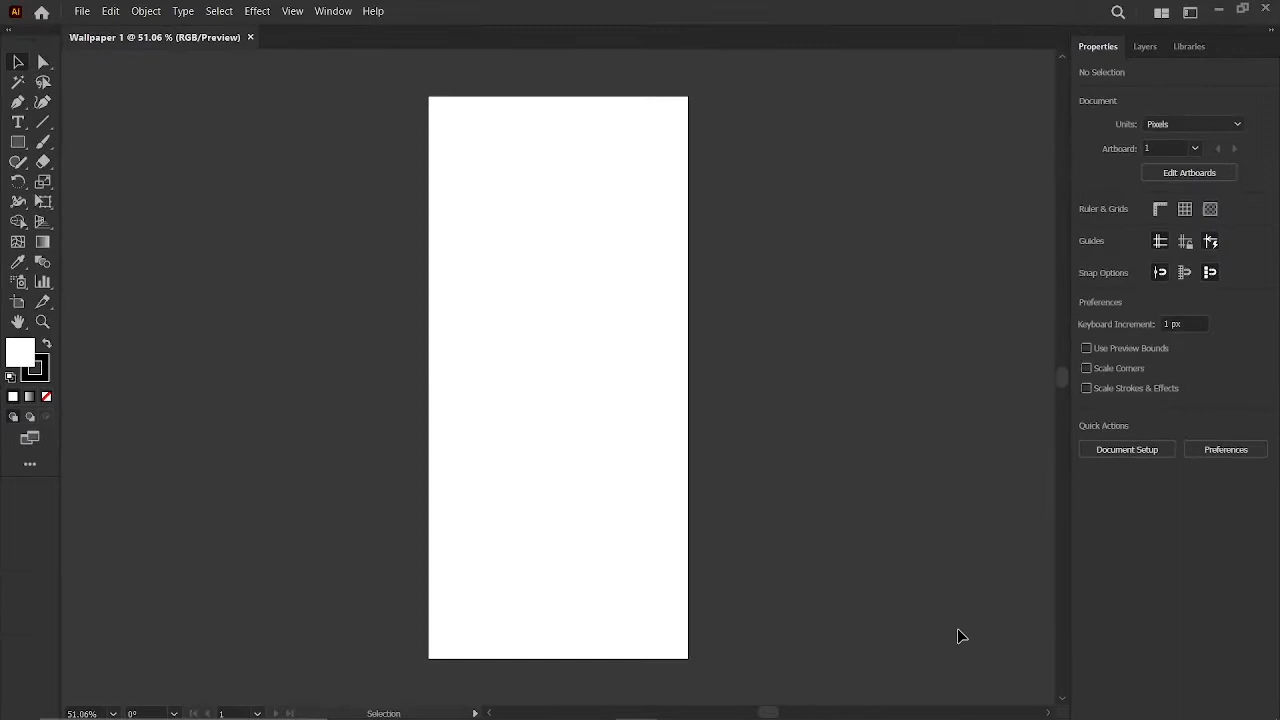 Ai File Edit Object Type Select Effect View Window Help
Wallpaper 1 @ 51.06 % (RGB/Preview) ×
Properties Layers Libraries
No Selection
Document
Units: Pixels
Artboard: 1
Edit Artboards
Ruler & Grids
Guides
Snap Options
Preferences
Keyboard Increment: 1 px
Use Preview Bounds
Scale Corners
Scale Strokes & Effects
Quick Actions
Document Setup Preferences
51.06% 0° 1 Selection